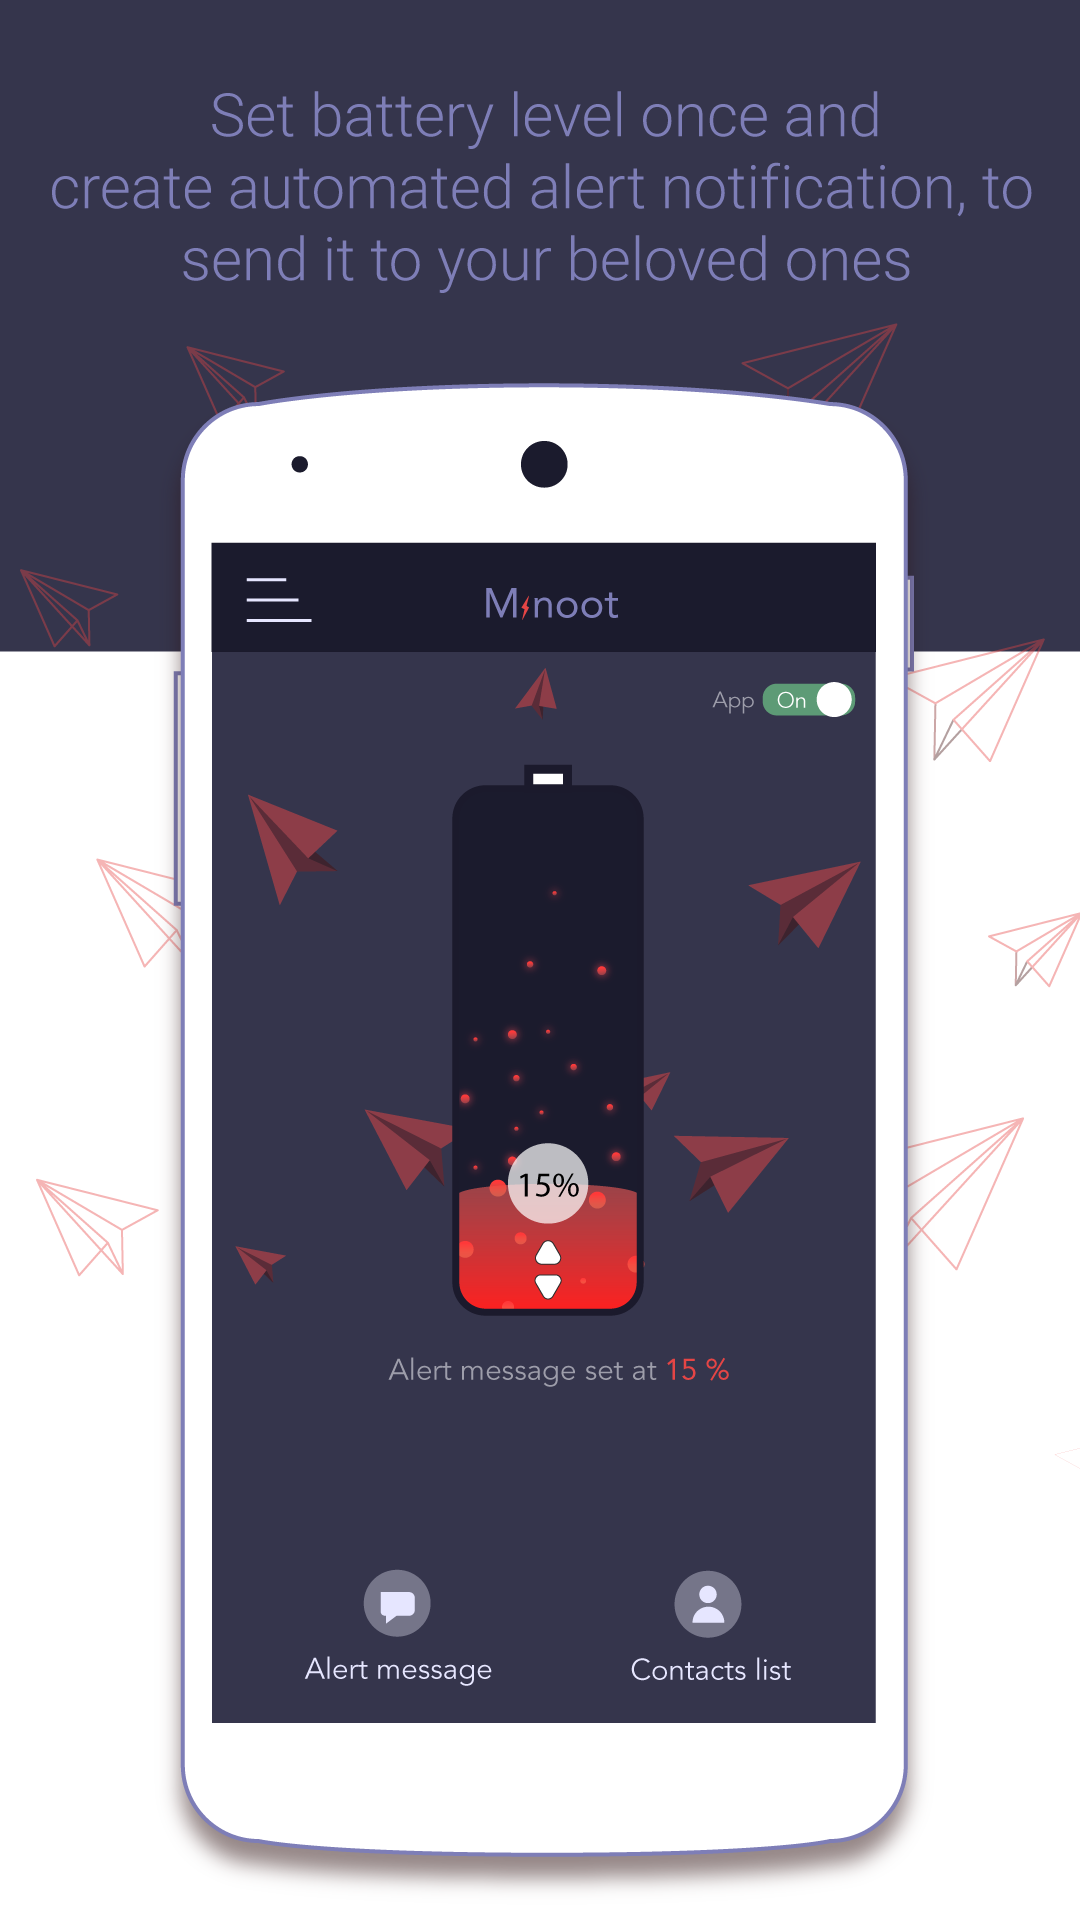 Set battery level once and
create automated alert notification, to
send it to your beloved ones
Minoot
App On
15%
Alert message set at 15 %
Alert message
Contacts list